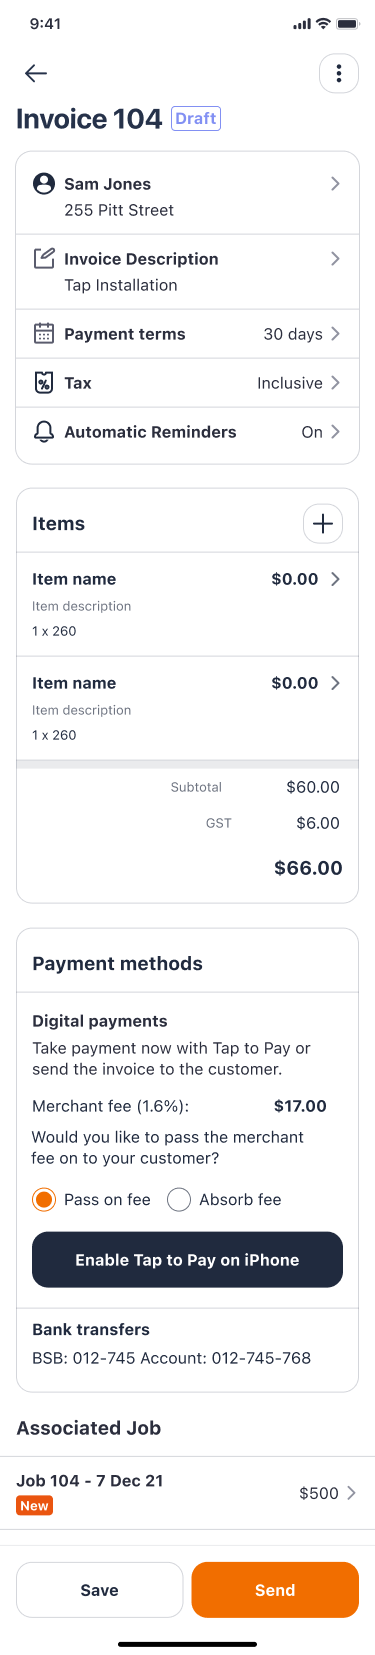 9:41
Invoice 104 Draft
Sam Jones
255 Pitt Street
Invoice Description
Tap Installation
Payment terms 30 days
Tax Inclusive
Automatic Reminders On
Items
Item name $0.00
Item description
1 x 260
Item name $0.00
Item description
1 x 260
Subtotal $60.00
GST $6.00
$66.00
Payment methods
Digital payments
Take payment now with Tap to Pay or
send the invoice to the customer.
Merchant fee (1.6%): $17.00
Would you like to pass the merchant
fee on to your customer?
Pass on fee Absorb fee
Enable Tap to Pay on iPhone
Bank transfers
BSB: 012-745 Account: 012-745-768
Associated Job
Job 104 - 7 Dec 21
New
$500
Save Send